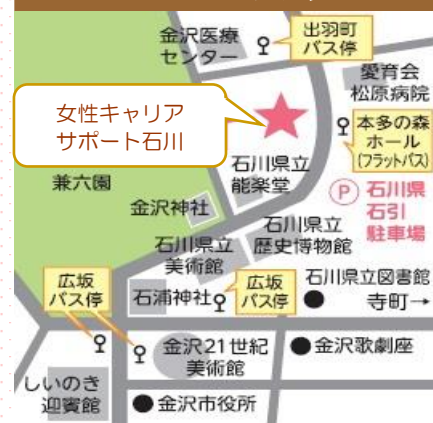 金沢医療
センター
出羽町
バス停
愛育会
松原病院
女性キャリア
サポート石川
本多の森
ホール
(フラットバス)
兼六園
石川県立
能楽堂
P 石川県
石引
駐車場
金沢神社
石川県立
歴史博物館
石川県立
美術館
広坂
バス停
石浦神社
広坂
バス停
石川県立図書館
寺町→
金沢21世紀
美術館
金沢歌劇座
しいのき
迎賓館
金沢市役所